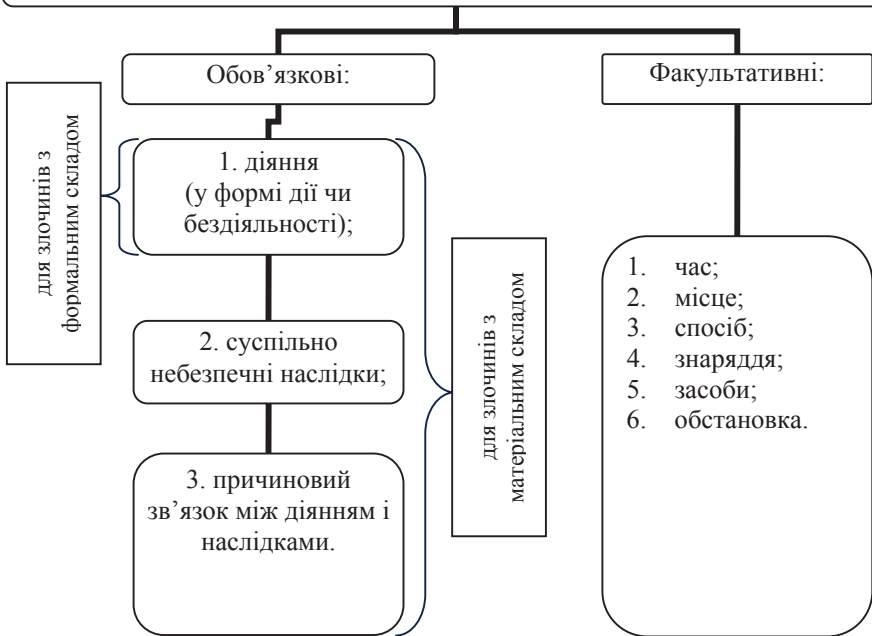 Обов’язкові:
Факультативні:
для злочинів з
формальним складом
1. діяння
(у формі дії чи
бездіяльності);
2. суспільно
небезпечні наслідки;
3. причиновий
зв’язок між діянням і
наслідками.
для злочинів з
матеріальним складом
1. час;
2. місце;
3. спосіб;
4. знаряддя;
5. засоби;
6. обстановка.